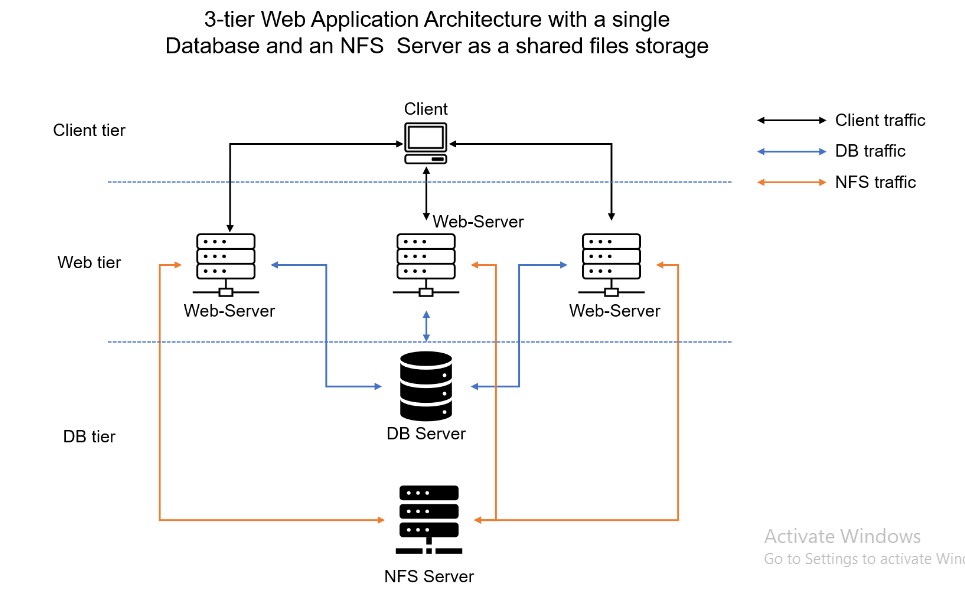 3-tier Web Application Architecture with a single
Database and an NFS Server as a shared files storage
Client
Client tier
Client traffic
DB traffic
NFS traffic
Web-Server
Web tier
Web-Server
Web-Server
DB Server
DB tier
NFS Server
Activate Windows
Go to Settings to activate Win